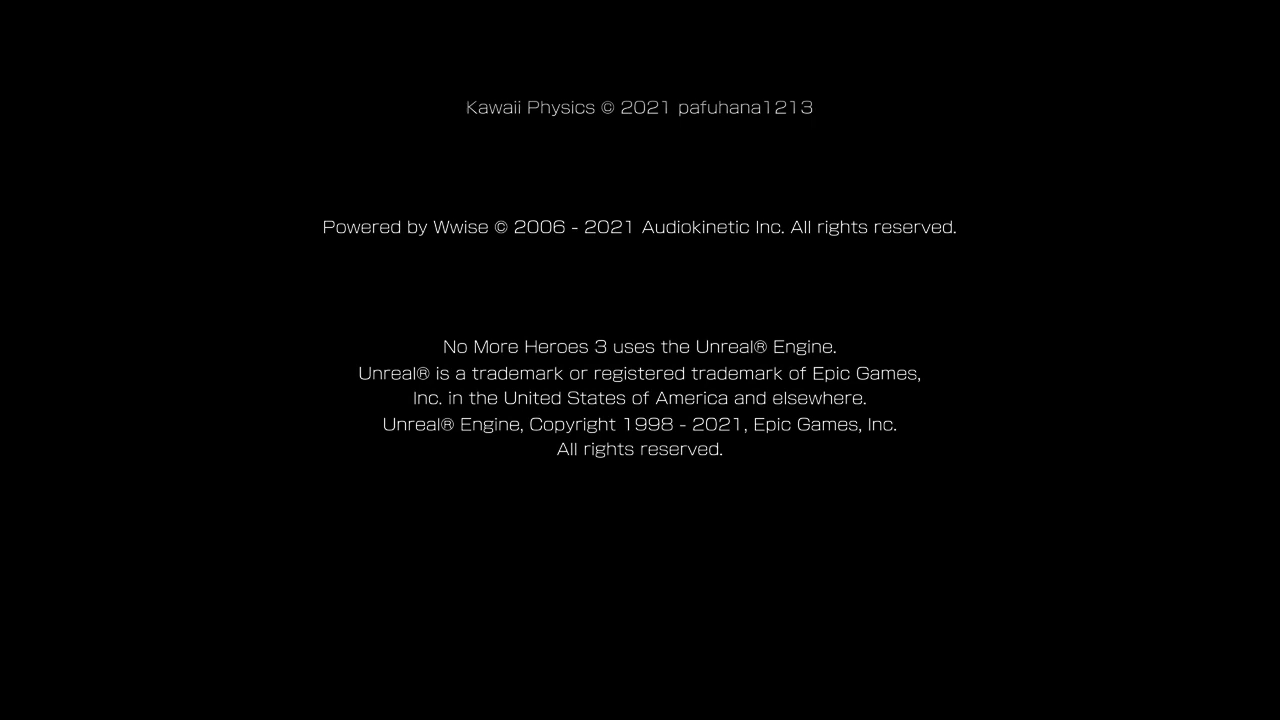 Kawaii Physics © 2021 pafuhana1213
Powered by Wwise © 2006 - 2021 Audiokinetic Inc. All rights reserved.
No More Heroes 3 uses the Unreal® Engine.
Unreal® is a trademark or registered trademark of Epic Games,
Inc. in the United States of America and elsewhere.
Unreal® Engine, Copyright 1998 - 2021, Epic Games, Inc.
All rights reserved.